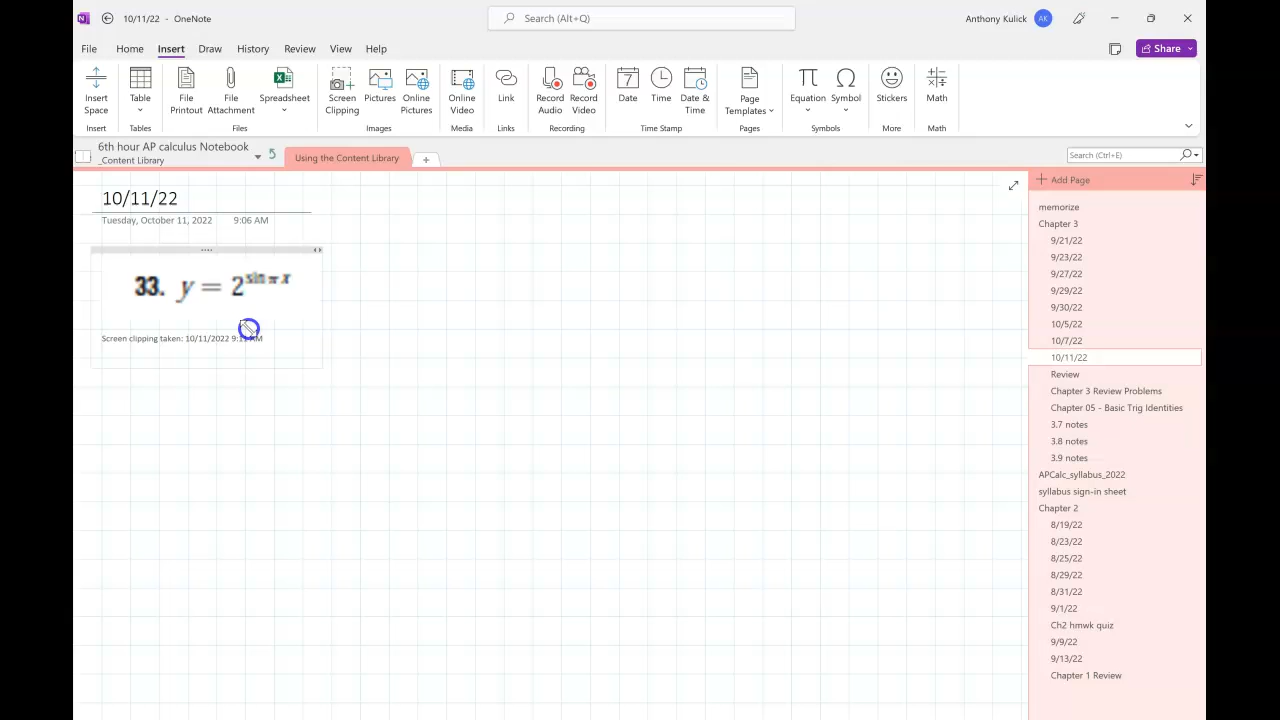 10/11/22 - OneNote
Search (Alt+Q)
Anthony Kulick AK
File Home Insert Draw History Review View Help
Share
Insert Space
Table
File Printout
File Attachment
Spreadsheet
Screen Clipping
Pictures
Online Pictures
Online Video
Link
Record Audio
Record Video
Date
Time
Date & Time
Page Templates
Equation
Symbol
Stickers
Math
Insert Tables Files Images Media Links Recording Time Stamp Pages Symbols More Math
6th hour AP calculus Notebook
_Content Library
Using the Content Library
Search (Ctrl+E)
10/11/22
Tuesday, October 11, 2022 9:06 AM
33. y = 2^{sin π x}
Screen clipping taken: 10/11/2022 AM
Add Page
memorize
Chapter 3
9/21/22
9/23/22
9/27/22
9/29/22
9/30/22
10/5/22
10/7/22
10/11/22
Review
Chapter 3 Review Problems
Chapter 05 - Basic Trig Identities
3.7 notes
3.8 notes
3.9 notes
APCalc_syllabus_2022
syllabus sign-in sheet
Chapter 2
8/19/22
8/23/22
8/25/22
8/29/22
8/31/22
9/1/22
Ch2 hmwk quiz
9/9/22
9/13/22
Chapter 1 Review